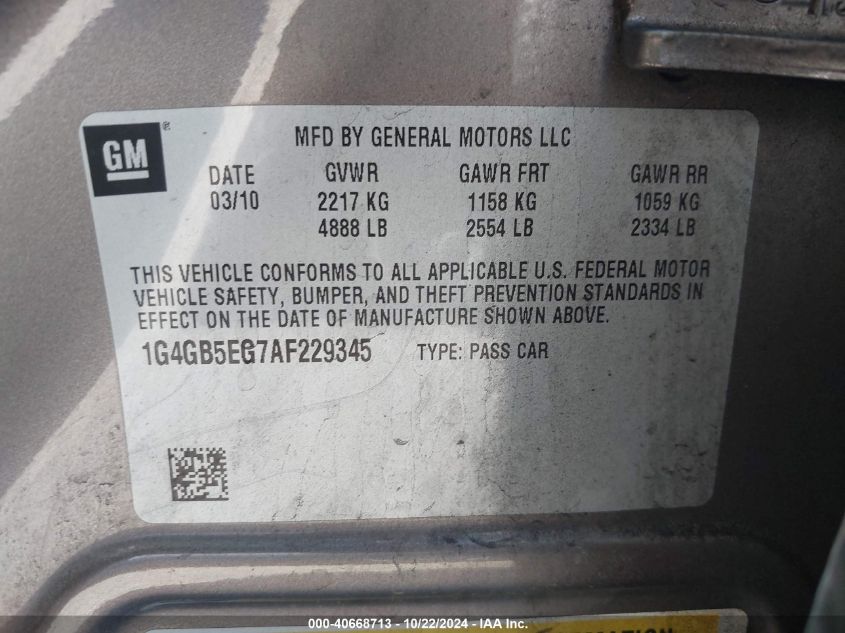 GM ®
MFD BY GENERAL MOTORS LLC
DATE GVWR GAWR FRT GAWR RR
03/10 2217 KG 1158 KG 1059 KG
4888 LB 2554 LB 2334 LB
THIS VEHICLE CONFORMS TO ALL APPLICABLE U.S. FEDERAL MOTOR
VEHICLE SAFETY, BUMPER, AND THEFT PREVENTION STANDARDS IN
EFFECT ON THE DATE OF MANUFACTURE SHOWN ABOVE.
1G4GB5EG7AF229345 TYPE: PASS CAR
000-40668713 - 10/22/2024 - IAA Inc.